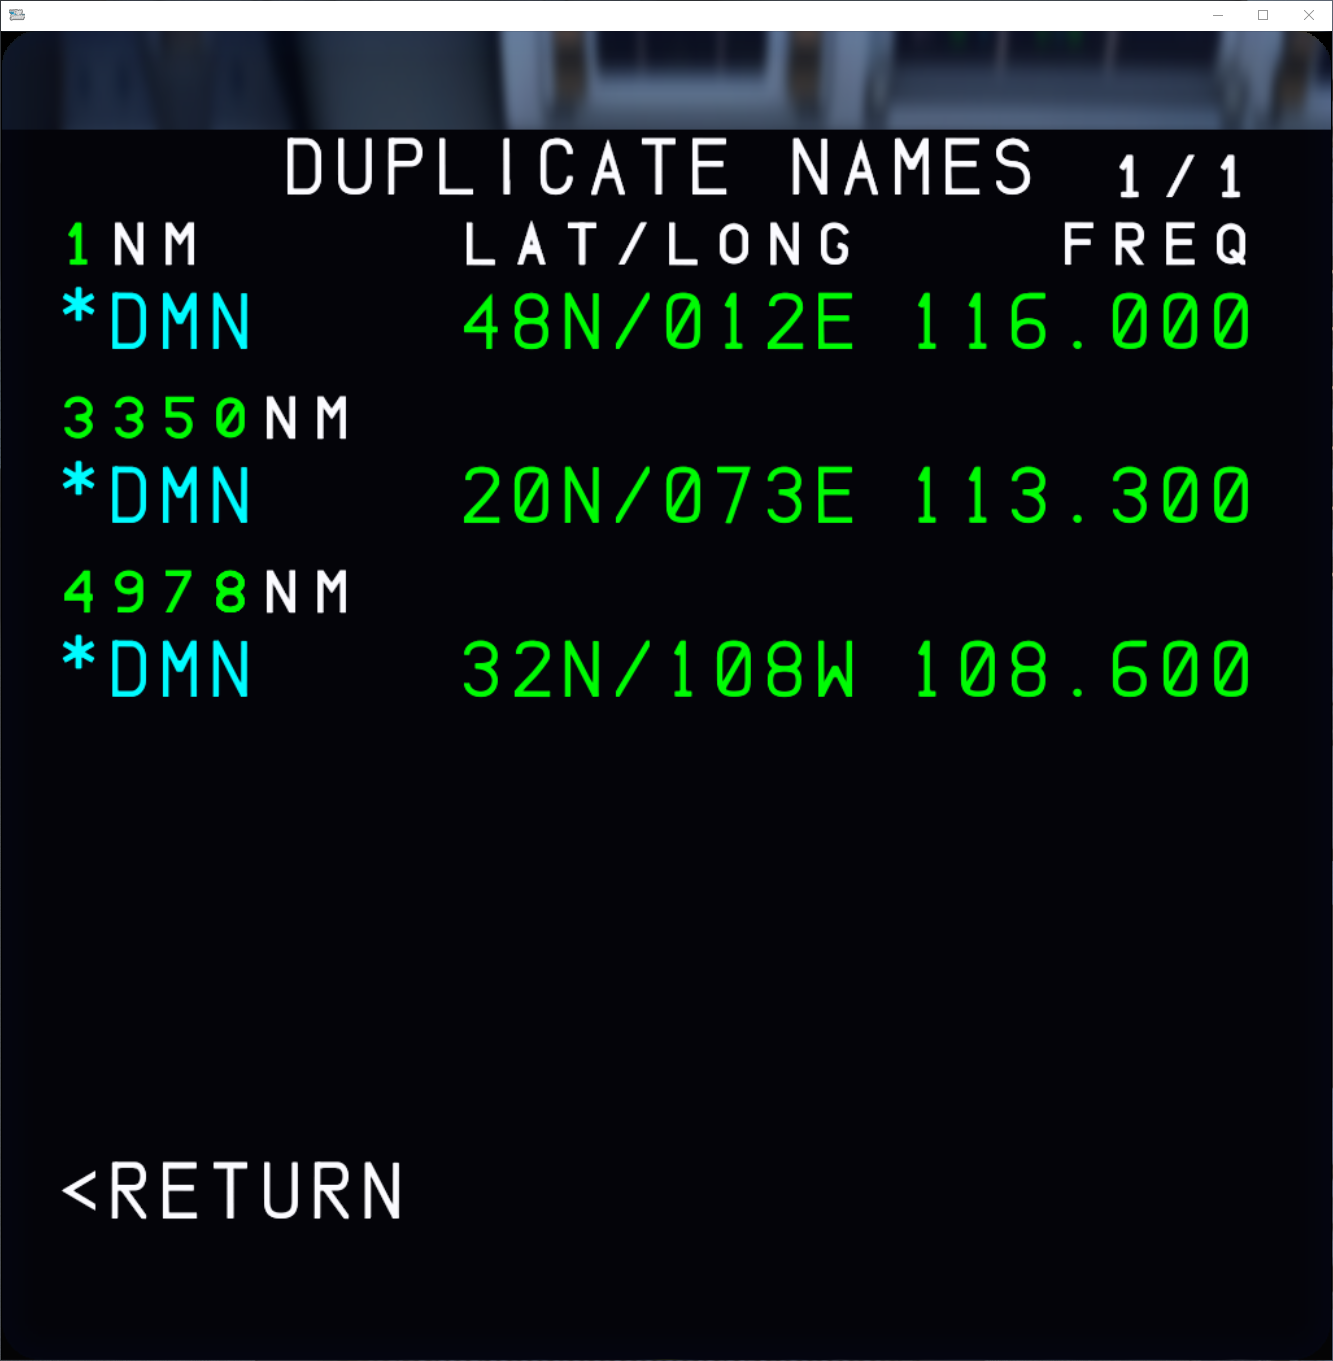 DUPLICATE NAMES 1/1
1NM LAT/LONG FREQ
*DMN 48N/012E 116.000
3350NM
*DMN 20N/073E 113.300
4978NM
*DMN 32N/108W 108.600
<RETURN